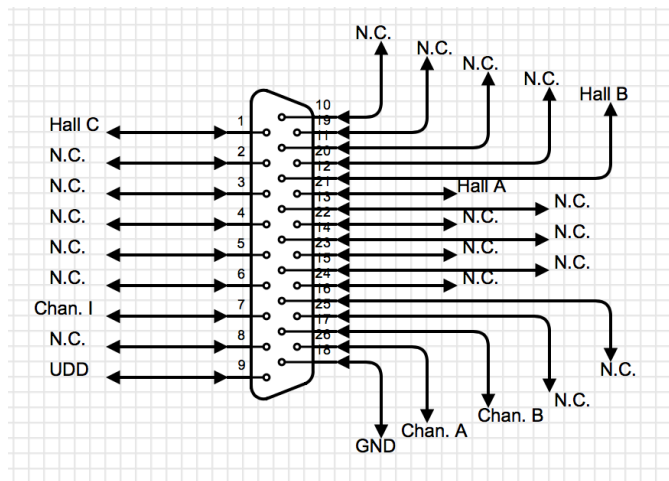 N.C.
N.C.
N.C.
N.C.
Hall B
Hall C
N.C.
N.C.
N.C.
N.C.
N.C.
Chan. I
N.C.
UDD
1
2
3
4
5
6
7
8
9
10
19
11
20
12
21
13
22
14
23
15
24
16
25
17
26
18
Hall A
N.C.
N.C.
N.C.
N.C.
N.C.
N.C.
N.C.
N.C.
Chan. B
Chan. A
GND